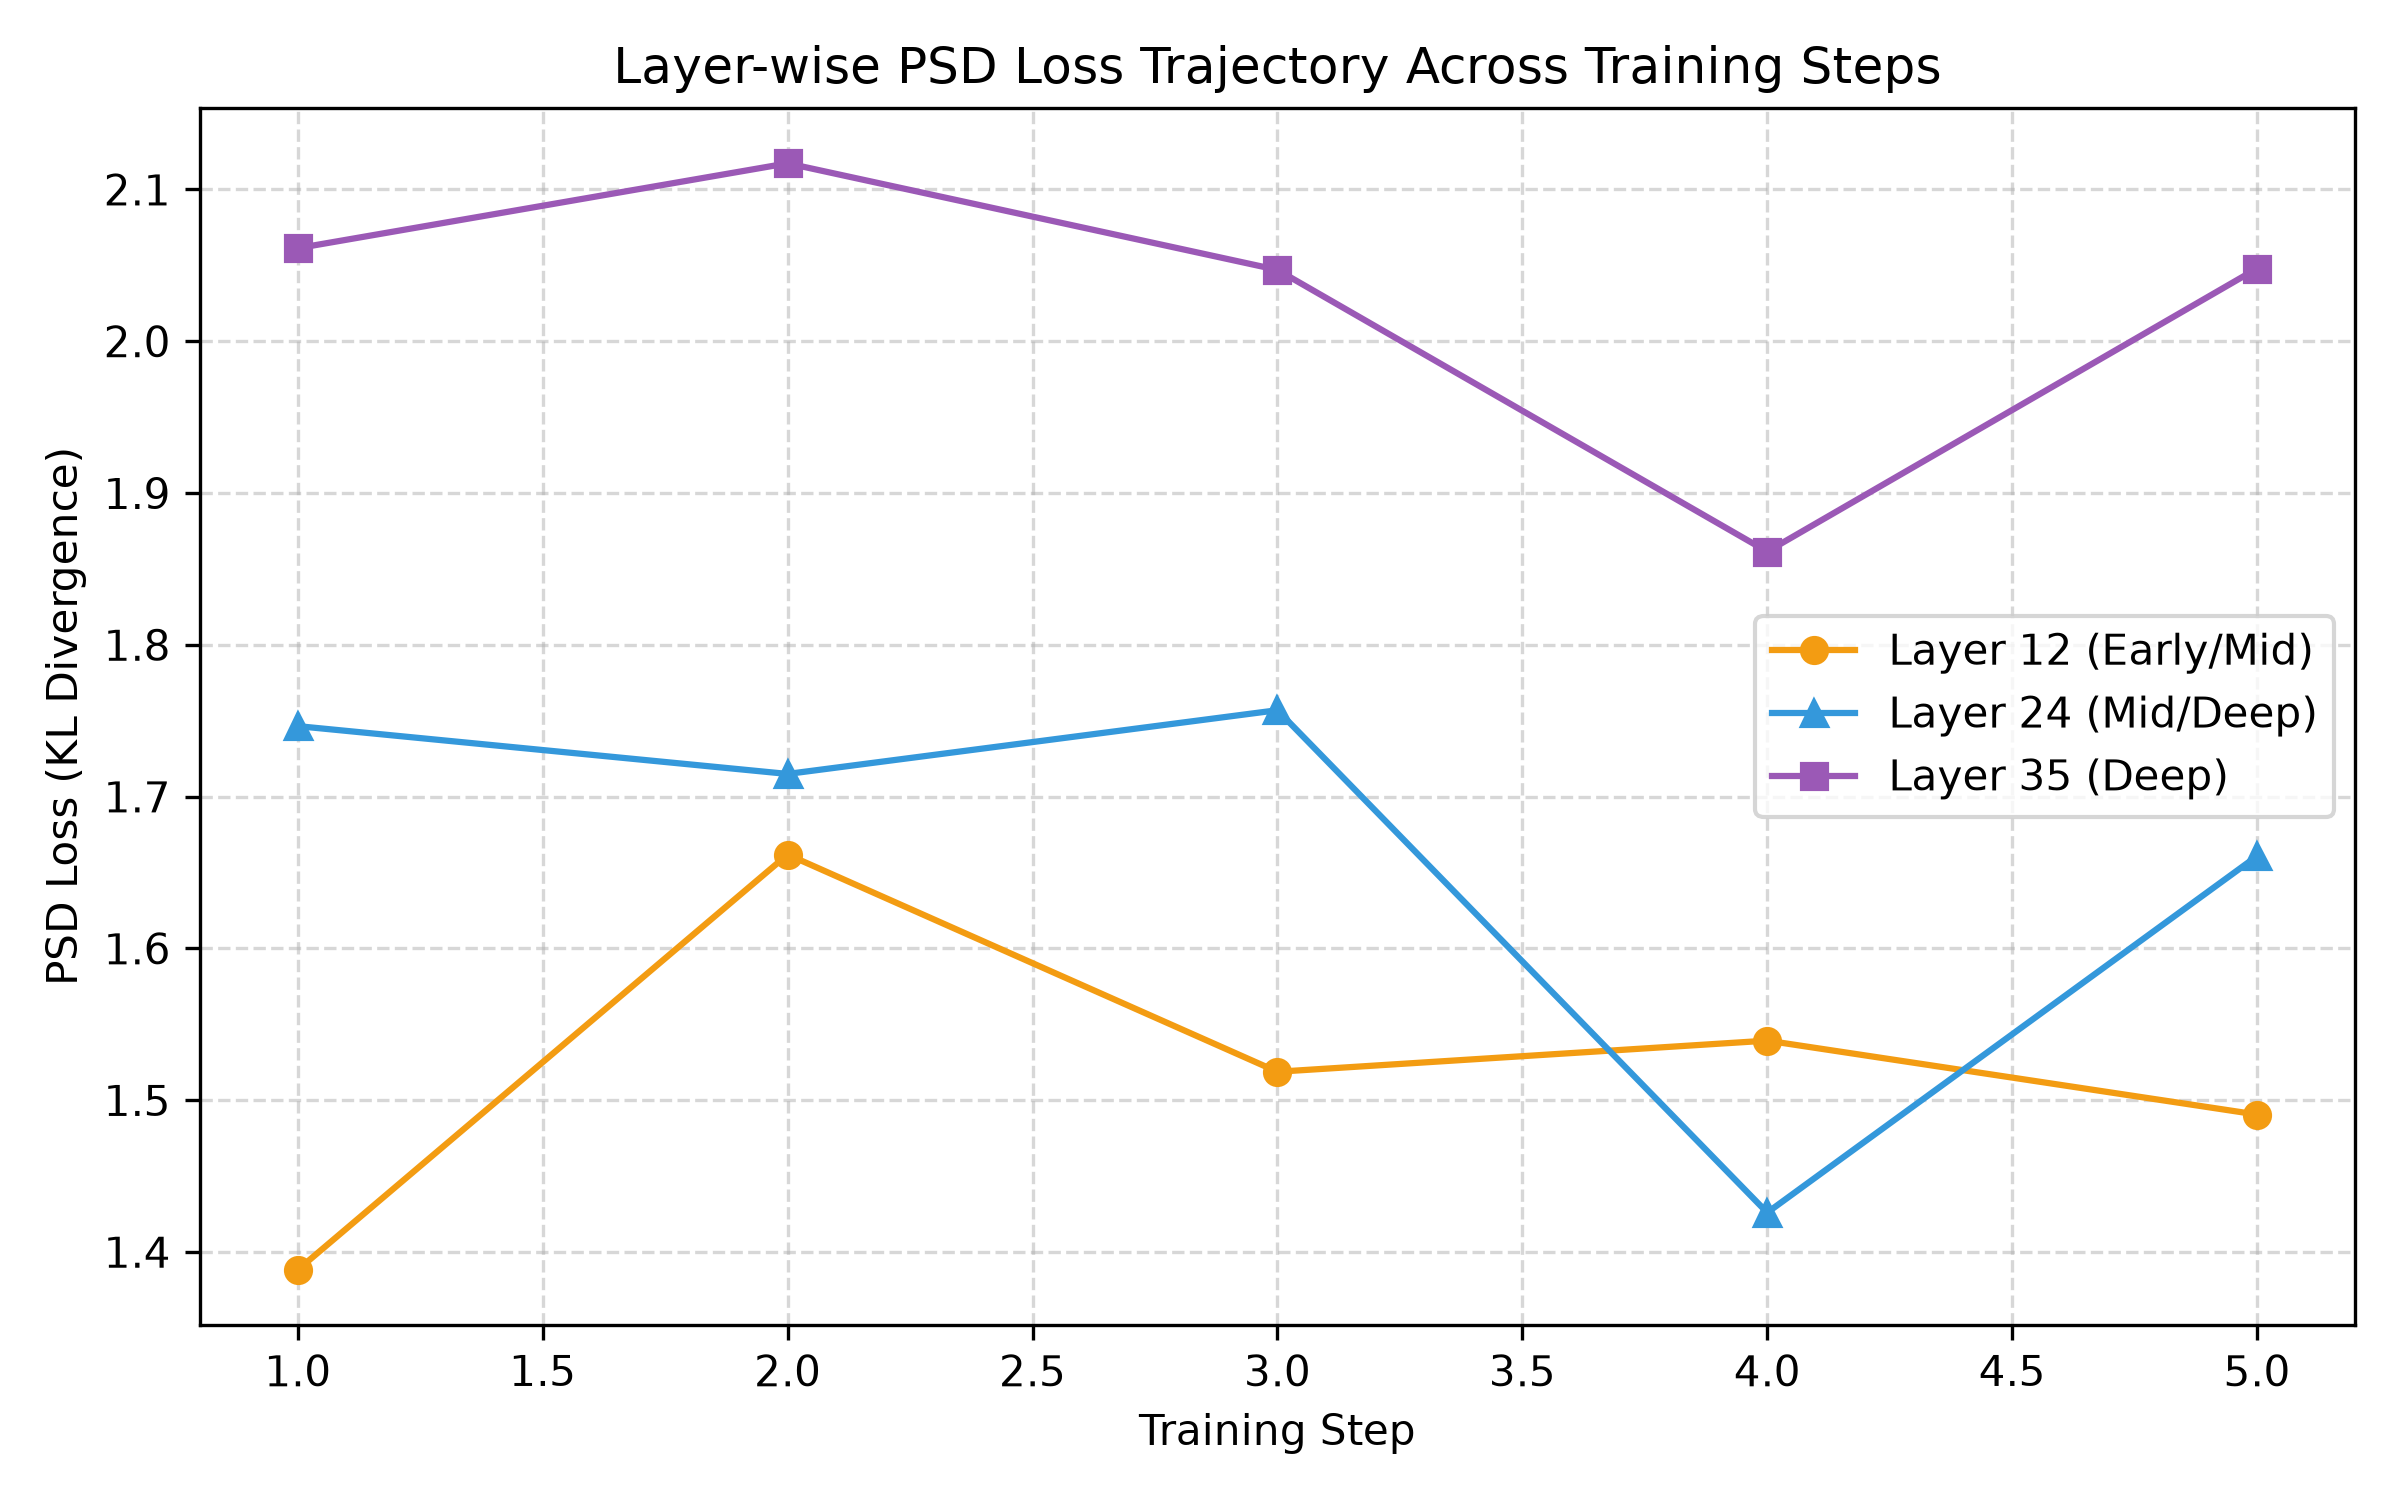 Layer-wise PSD Loss Trajectory Across Training Steps
PSD Loss (KL Divergence)
2.1
2.0
1.9
1.8
1.7
1.6
1.5
1.4
Layer 12 (Early/Mid)
Layer 24 (Mid/Deep)
Layer 35 (Deep)
1.0 1.5 2.0 2.5 3.0 3.5 4.0 4.5 5.0
Training Step